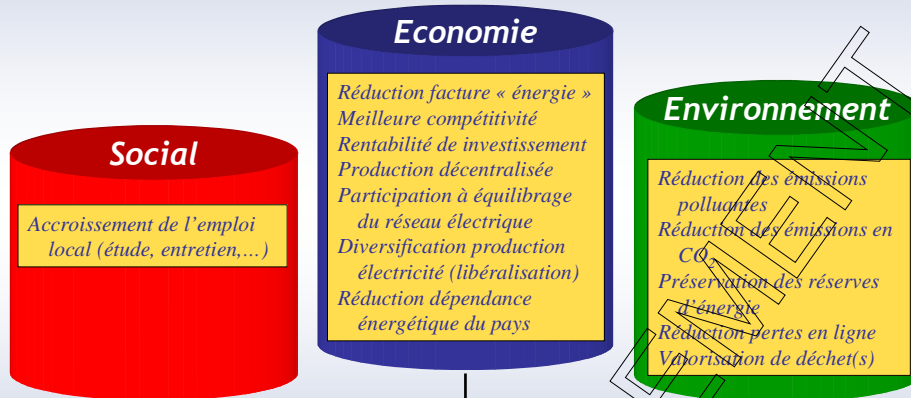 Economie
Réduction facture « énergie »
Meilleure compétitivité
Rentabilité de investissement
Production décentralisée
Participation à équilibrage
du réseau électrique
Diversification production
électricité (libéralisation)
Réduction dépendance
énergétique du pays
Social
Accroissement de l’emploi
local (étude, entretien,…)
Environnement
Réduction des émissions
polluantes
Réduction des émissions en
CO2
Préservation des réserves
d’énergie
Réduction pertes en ligne
Valorisation de déchet(s)